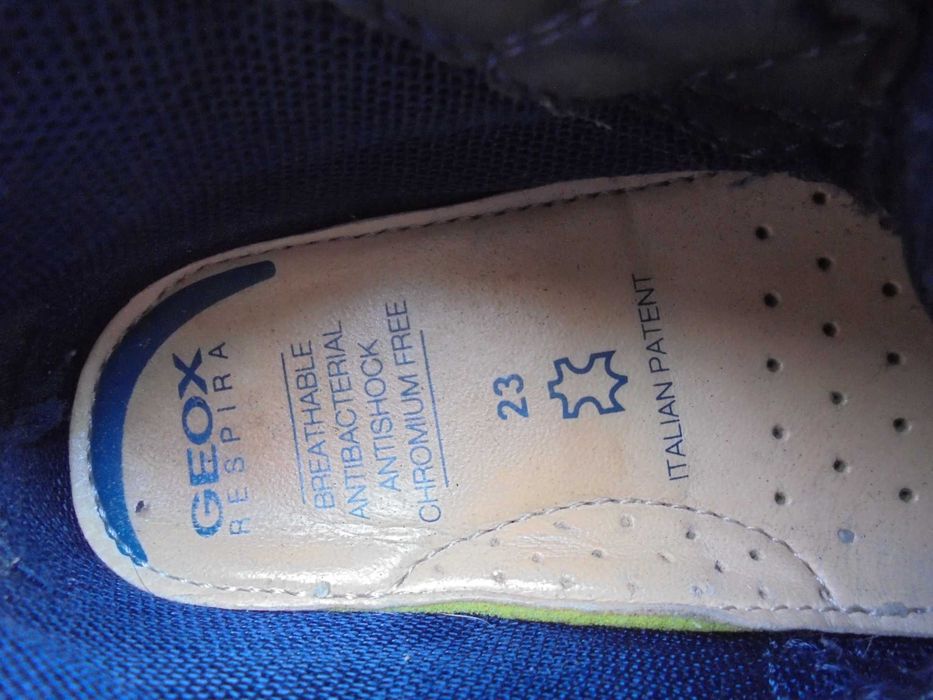 GEOX
RESPIRA
BREATHABLE
ANTIBACTERIAL
ANTISHOCK
CHROMIUM FREE
23
ITALIAN PATENT